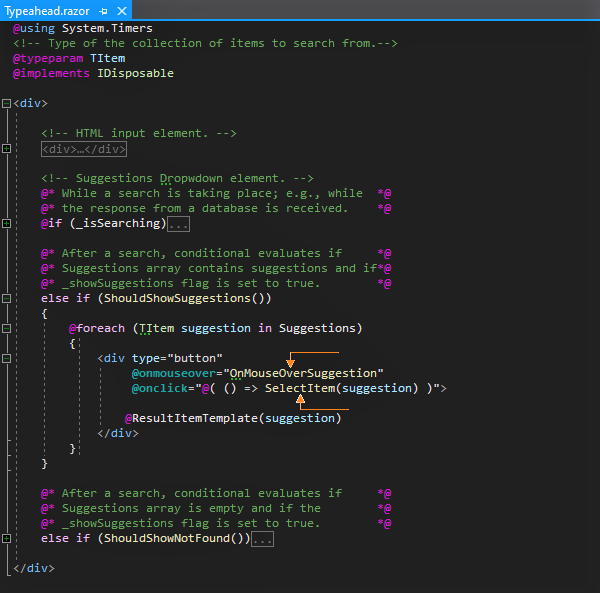 Typeahead.razor
@using System.Timers
<!-- Type of the collection of items to search from.-->
@typeparam TItem
@implements IDisposable
<div>
<!-- HTML input element. -->
<div>…</div>
<!-- Suggestions Dropwdown element. -->
@* While a search is taking place; e.g., while *@
@* the response from a database is received. *@
@if (_isSearching)...
@* After a search, conditional evaluates if *@
@* Suggestions array contains suggestions and if*@
@* _showSuggestions flag is set to true. *@
else if (ShouldShowSuggestions())
{
@foreach (TItem suggestion in Suggestions)
{
<div type="button"
@onmouseover="OnMouseOverSuggestion"
@onclick="@( () => SelectItem(suggestion) )">
@ResultItemTemplate(suggestion)
</div>
}
}
@* After a search, conditional evaluates if *@
@* Suggestions array is empty and if the *@
@* _showSuggestions flag is set to true. *@
else if (ShouldShowNotFound())...
</div>